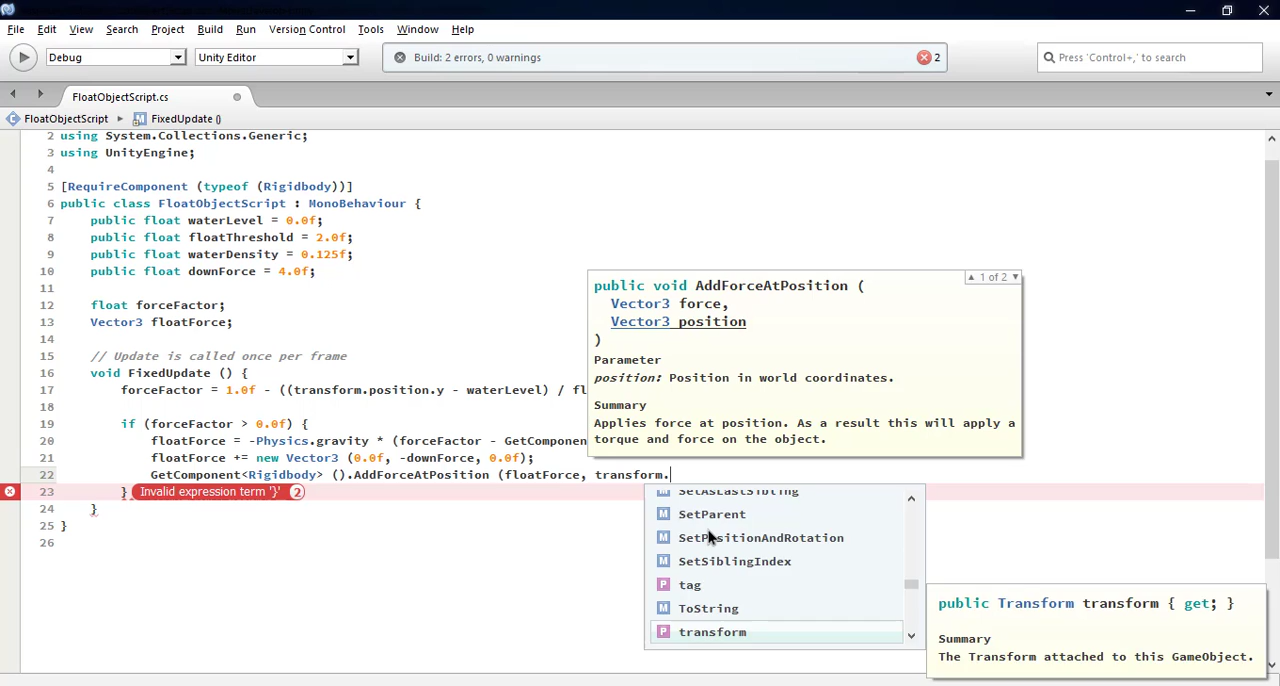 File Edit View Search Project Build Run Version Control Tools Window Help
Debug Unity Editor Build: 2 errors, 0 warnings 2 Press 'Control+,' to search
FloatObjectScript.cs
FloatObjectScript FixedUpdate ()
2 using System.Collections.Generic;
3 using UnityEngine;
4
5 [RequireComponent (typeof (Rigidbody))]
6 public class FloatObjectScript : MonoBehaviour {
7 public float waterLevel = 0.0f;
8 public float floatThreshold = 2.0f;
9 public float waterDensity = 0.125f;
10 public float downForce = 4.0f;
11
12 float forceFactor;
13 Vector3 floatForce;
14
15 // Update is called once per frame
16 void FixedUpdate () {
17 forceFactor = 1.0f - ((transform.position.y - waterLevel) / fl
18
19 if (forceFactor > 0.0f) {
20 floatForce = -Physics.gravity * (forceFactor - GetComponen
21 floatForce += new Vector3 (0.0f, -downForce, 0.0f);
22 GetComponent<Rigidbody> ().AddForceAtPosition (floatForce, transform.
23 } Invalid expression term '}' 2
24 }
25 }
26
1 of 2
public void AddForceAtPosition (
Vector3 force,
Vector3 position
)
Parameter
position: Position in world coordinates.
Summary
Applies force at position. As a result this will apply a
torque and force on the object.
M SetAsLastSibling
M SetParent
M SetPositionAndRotation
M SetSiblingIndex
P tag
M ToString
P transform
public Transform transform { get; }
Summary
The Transform attached to this GameObject.